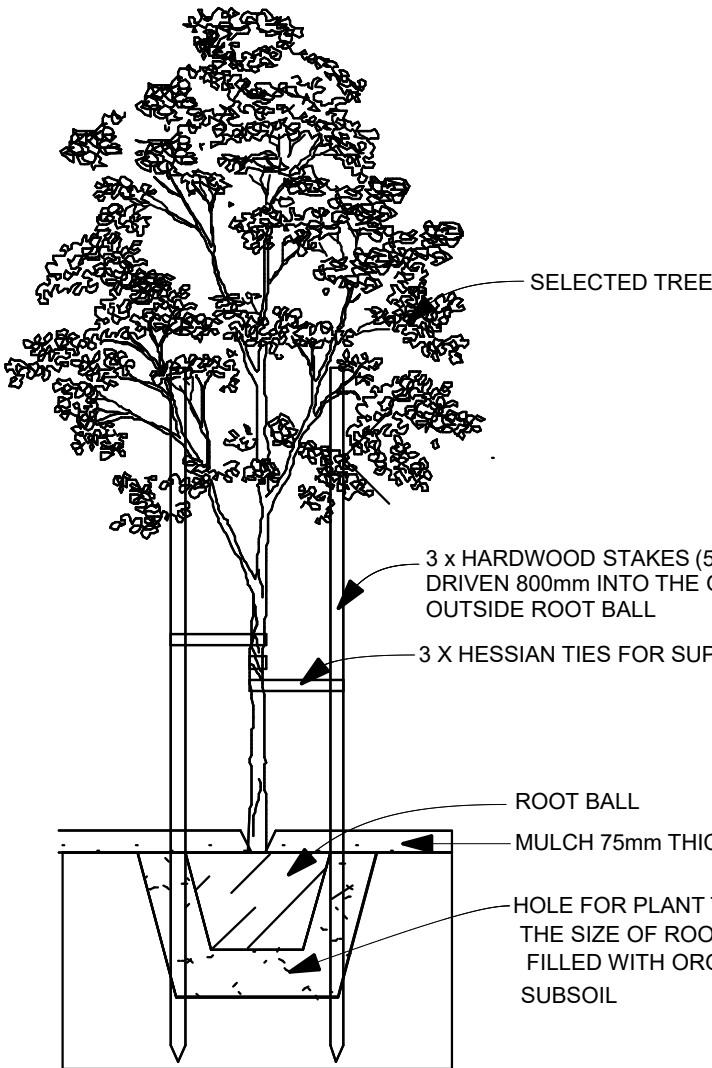 SELECTED TREE
3 x HARDWOOD STAKES (5
DRIVEN 800mm INTO THE
OUTSIDE ROOT BALL
3 X HESSIAN TIES FOR SUP
ROOT BALL
MULCH 75mm THIC
HOLE FOR PLANT
THE SIZE OF ROO
FILLED WITH ORG
SUBSOIL